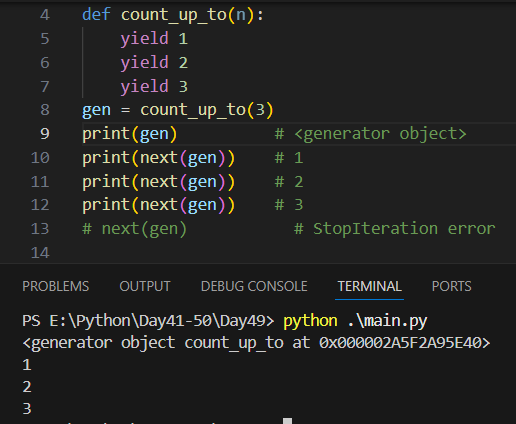 4 def count_up_to(n):
5     yield 1
6     yield 2
7     yield 3
8 gen = count_up_to(3)
9 print(gen)          # <generator object>
10 print(next(gen))    # 1
11 print(next(gen))    # 2
12 print(next(gen))    # 3
13 # next(gen)           # StopIteration error
14
PROBLEMS OUTPUT DEBUG CONSOLE TERMINAL PORTS
PS E:\Python\Day41-50\Day49> python .\main.py
<generator object count_up_to at 0x000002A5F2A95E40>
1
2
3